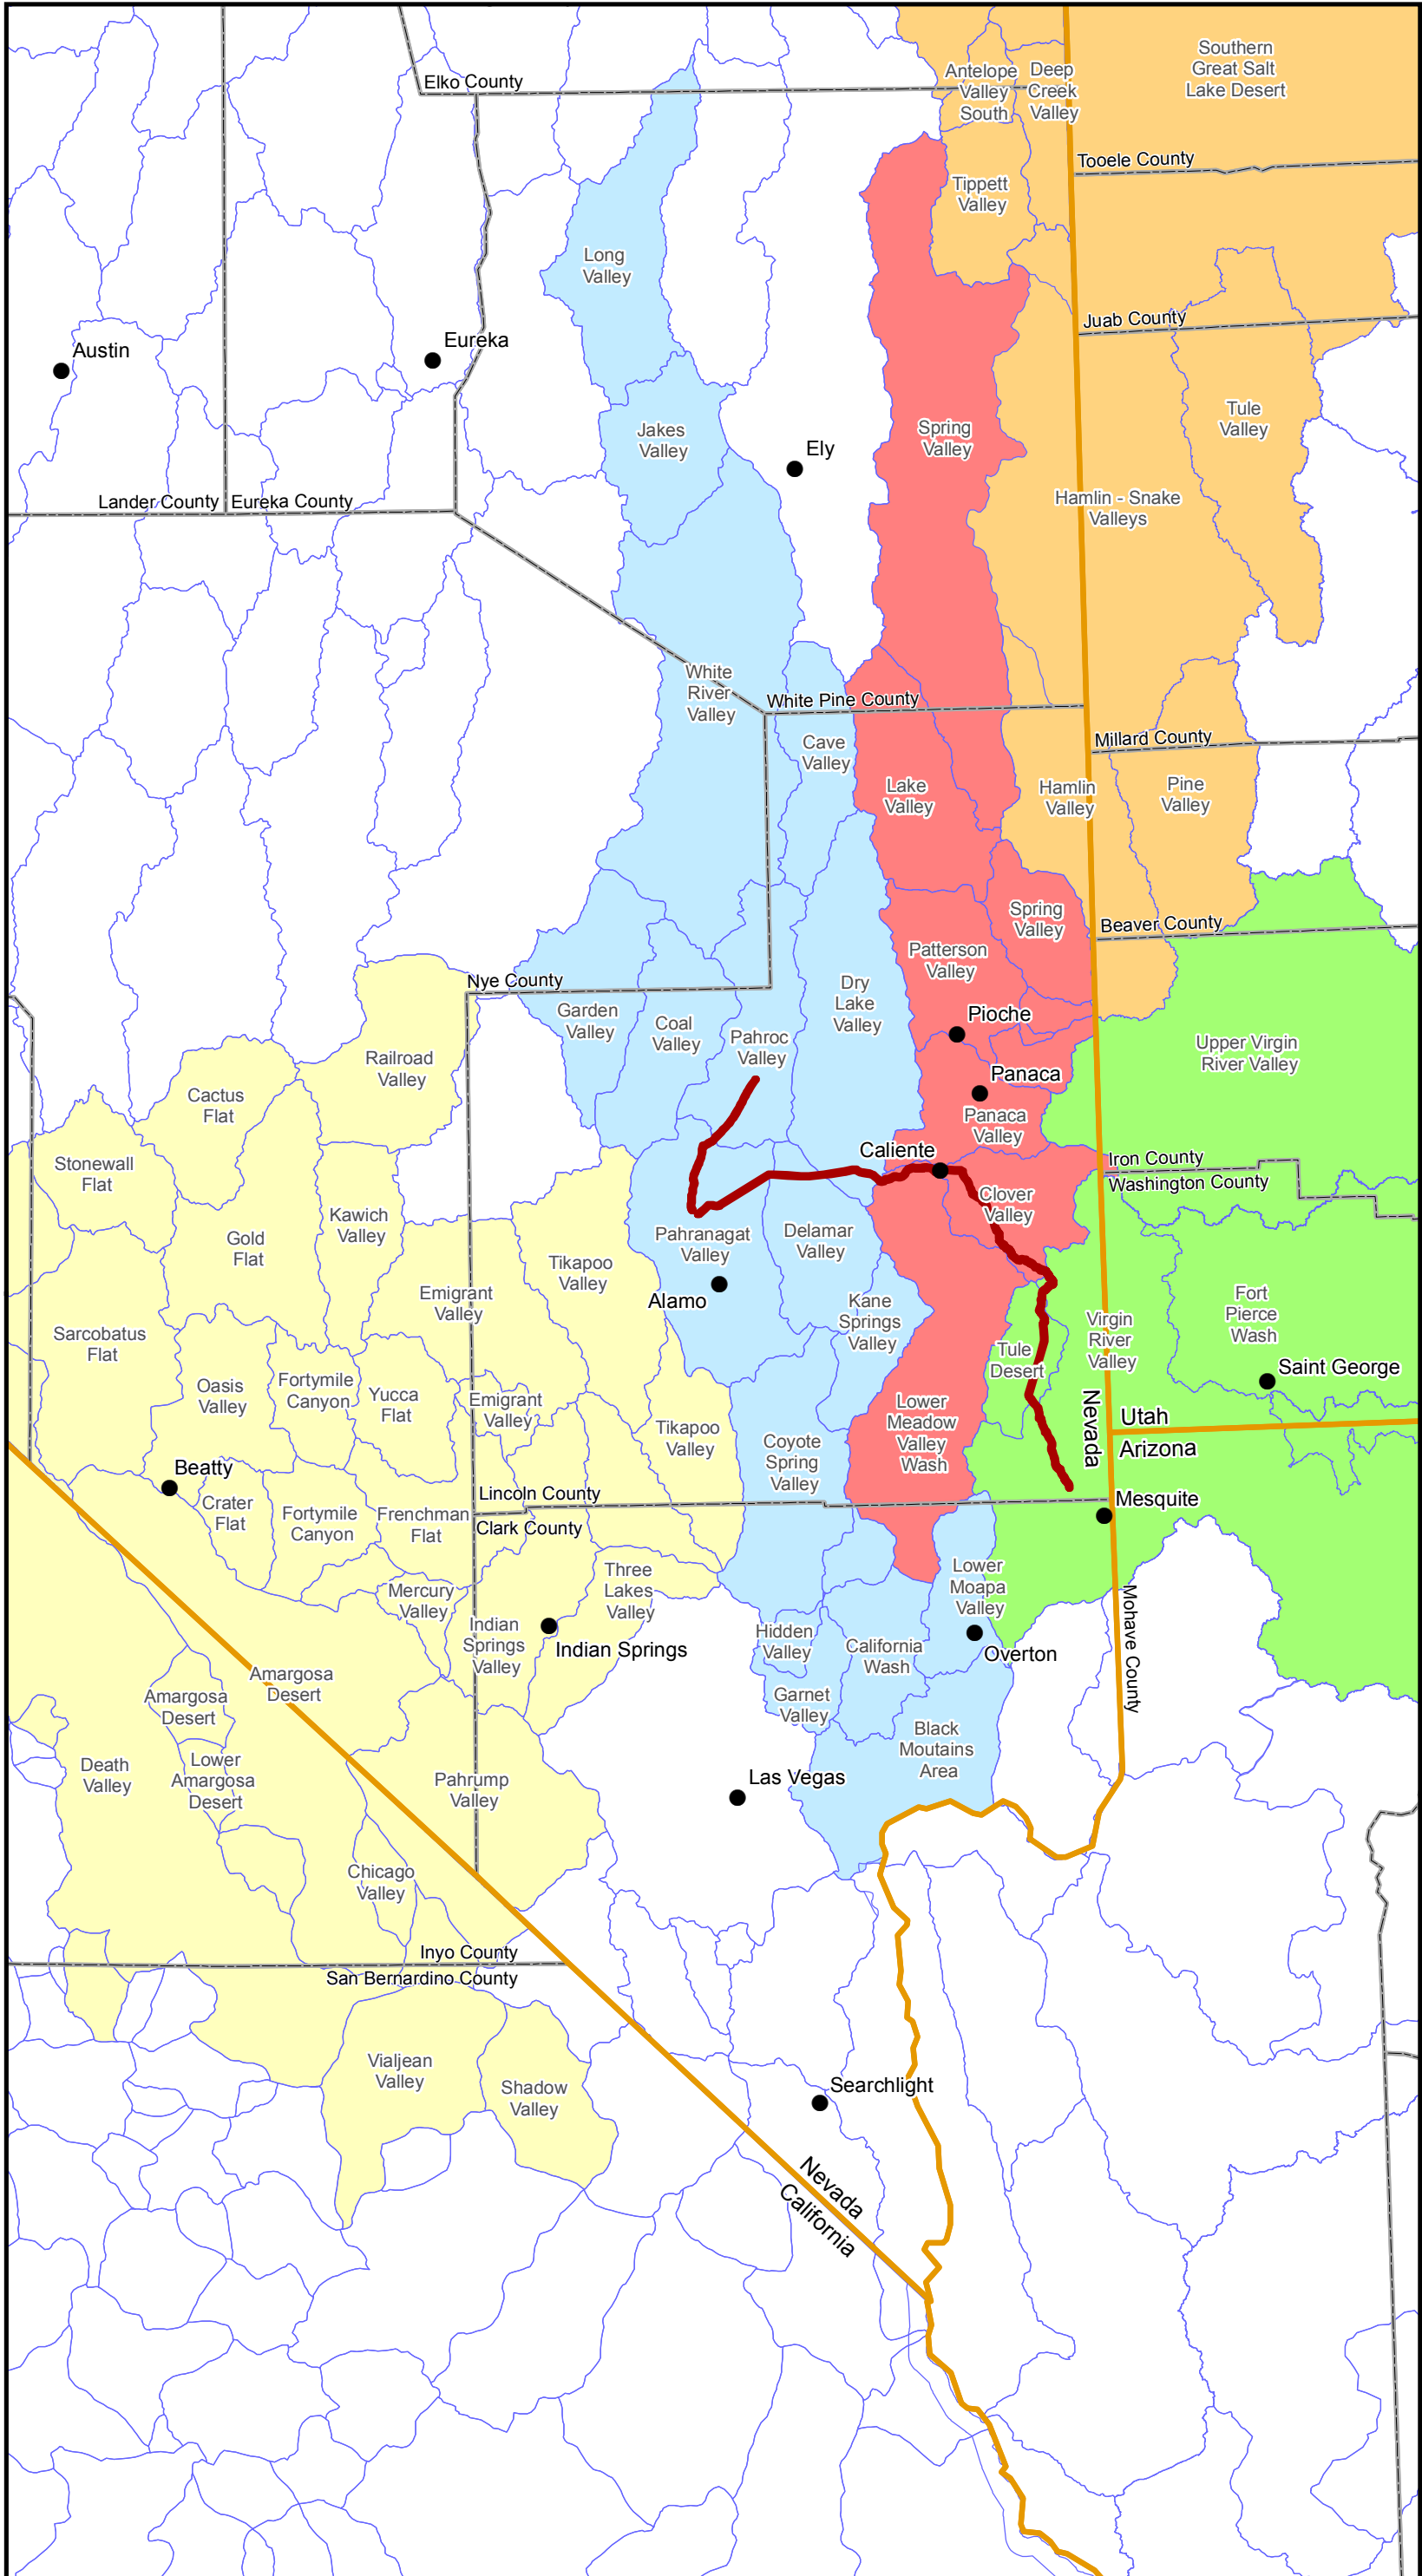 Elko County
Antelope
Valley
South
Deep
Creek
Valley
Southern
Great Salt
Lake Desert
Tooele County
Tippett
Valley
Long
Valley
Juab County
Austin
Eureka
Jakes
Valley
Ely
Spring
Valley
Tule
Valley
Lander County
Eureka County
Hamlin - Snake
Valleys
White
River
Valley
White Pine County
Cave
Valley
Millard County
Lake
Valley
Hamlin
Valley
Pine
Valley
Spring
Valley
Beaver County
Patterson
Valley
Nye County
Garden
Valley
Coal
Valley
Pahroc
Valley
Dry
Lake
Valley
Pioche
Upper Virgin
River Valley
Railroad
Valley
Panaca
Cactus
Flat
Panaca
Valley
Stonewall
Flat
Caliente
Iron County
Washington County
Clover
Valley
Kawich
Valley
Gold
Flat
Pahranagat
Valley
Delamar
Valley
Tikapoo
Valley
Alamo
Emigrant
Valley
Kane
Springs
Valley
Fort
Pierce
Wash
Virgin
River
Valley
Sarcobatus
Flat
Tule
Desert
Saint George
Oasis
Valley
Fortymile
Canyon
Yucca
Flat
Emigrant
Valley
Tikapoo
Valley
Lower
Meadow
Valley
Wash
Nevada
Utah
Arizona
Coyote
Spring
Valley
Beatty
Lincoln County
Clark County
Mesquite
Crater
Flat
Fortymile
Canyon
Frenchman
Flat
Three
Lakes
Valley
Lower
Moapa
Valley
Mercury
Valley
Mohave County
Indian
Springs
Valley
Indian Springs
Hidden
Valley
California
Wash
Overton
Amargosa
Desert
Amargosa
Desert
Garnet
Valley
Black
Moutains
Area
Death
Valley
Lower
Amargosa
Desert
Pahrump
Valley
Las Vegas
Chicago
Valley
Inyo County
San Bernardino County
Vialjean
Valley
Shadow
Valley
Searchlight
Nevada
California